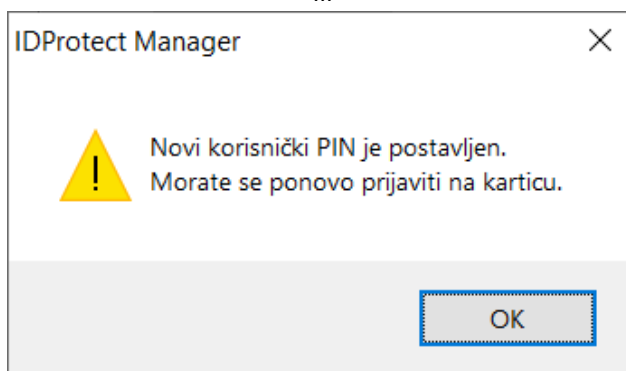 ...
IDProtect Manager
Novi korisnički PIN je postavljen.
Morate se ponovo prijaviti na karticu.
OK